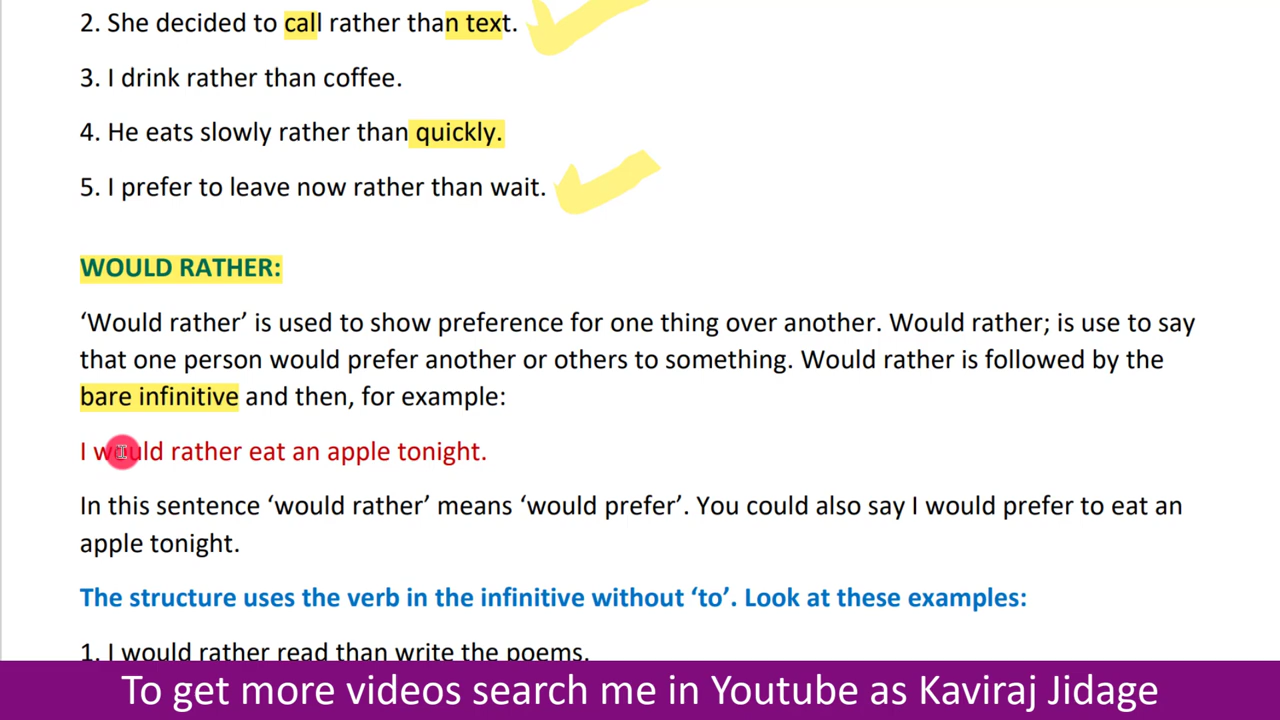 2. She decided to call rather than text.
3. I drink rather than coffee.
4. He eats slowly rather than quickly.
5. I prefer to leave now rather than wait.
WOULD RATHER:
‘Would rather’ is used to show preference for one thing over another. Would rather; is use to say
that one person would prefer another or others to something. Would rather is followed by the
bare infinitive and then, for example:
I would rather eat an apple tonight.
In this sentence ‘would rather’ means ‘would prefer’. You could also say I would prefer to eat an
apple tonight.
The structure uses the verb in the infinitive without ‘to’. Look at these examples:
1. I would rather read than write the poems.
To get more videos search me in Youtube as Kaviraj Jidage